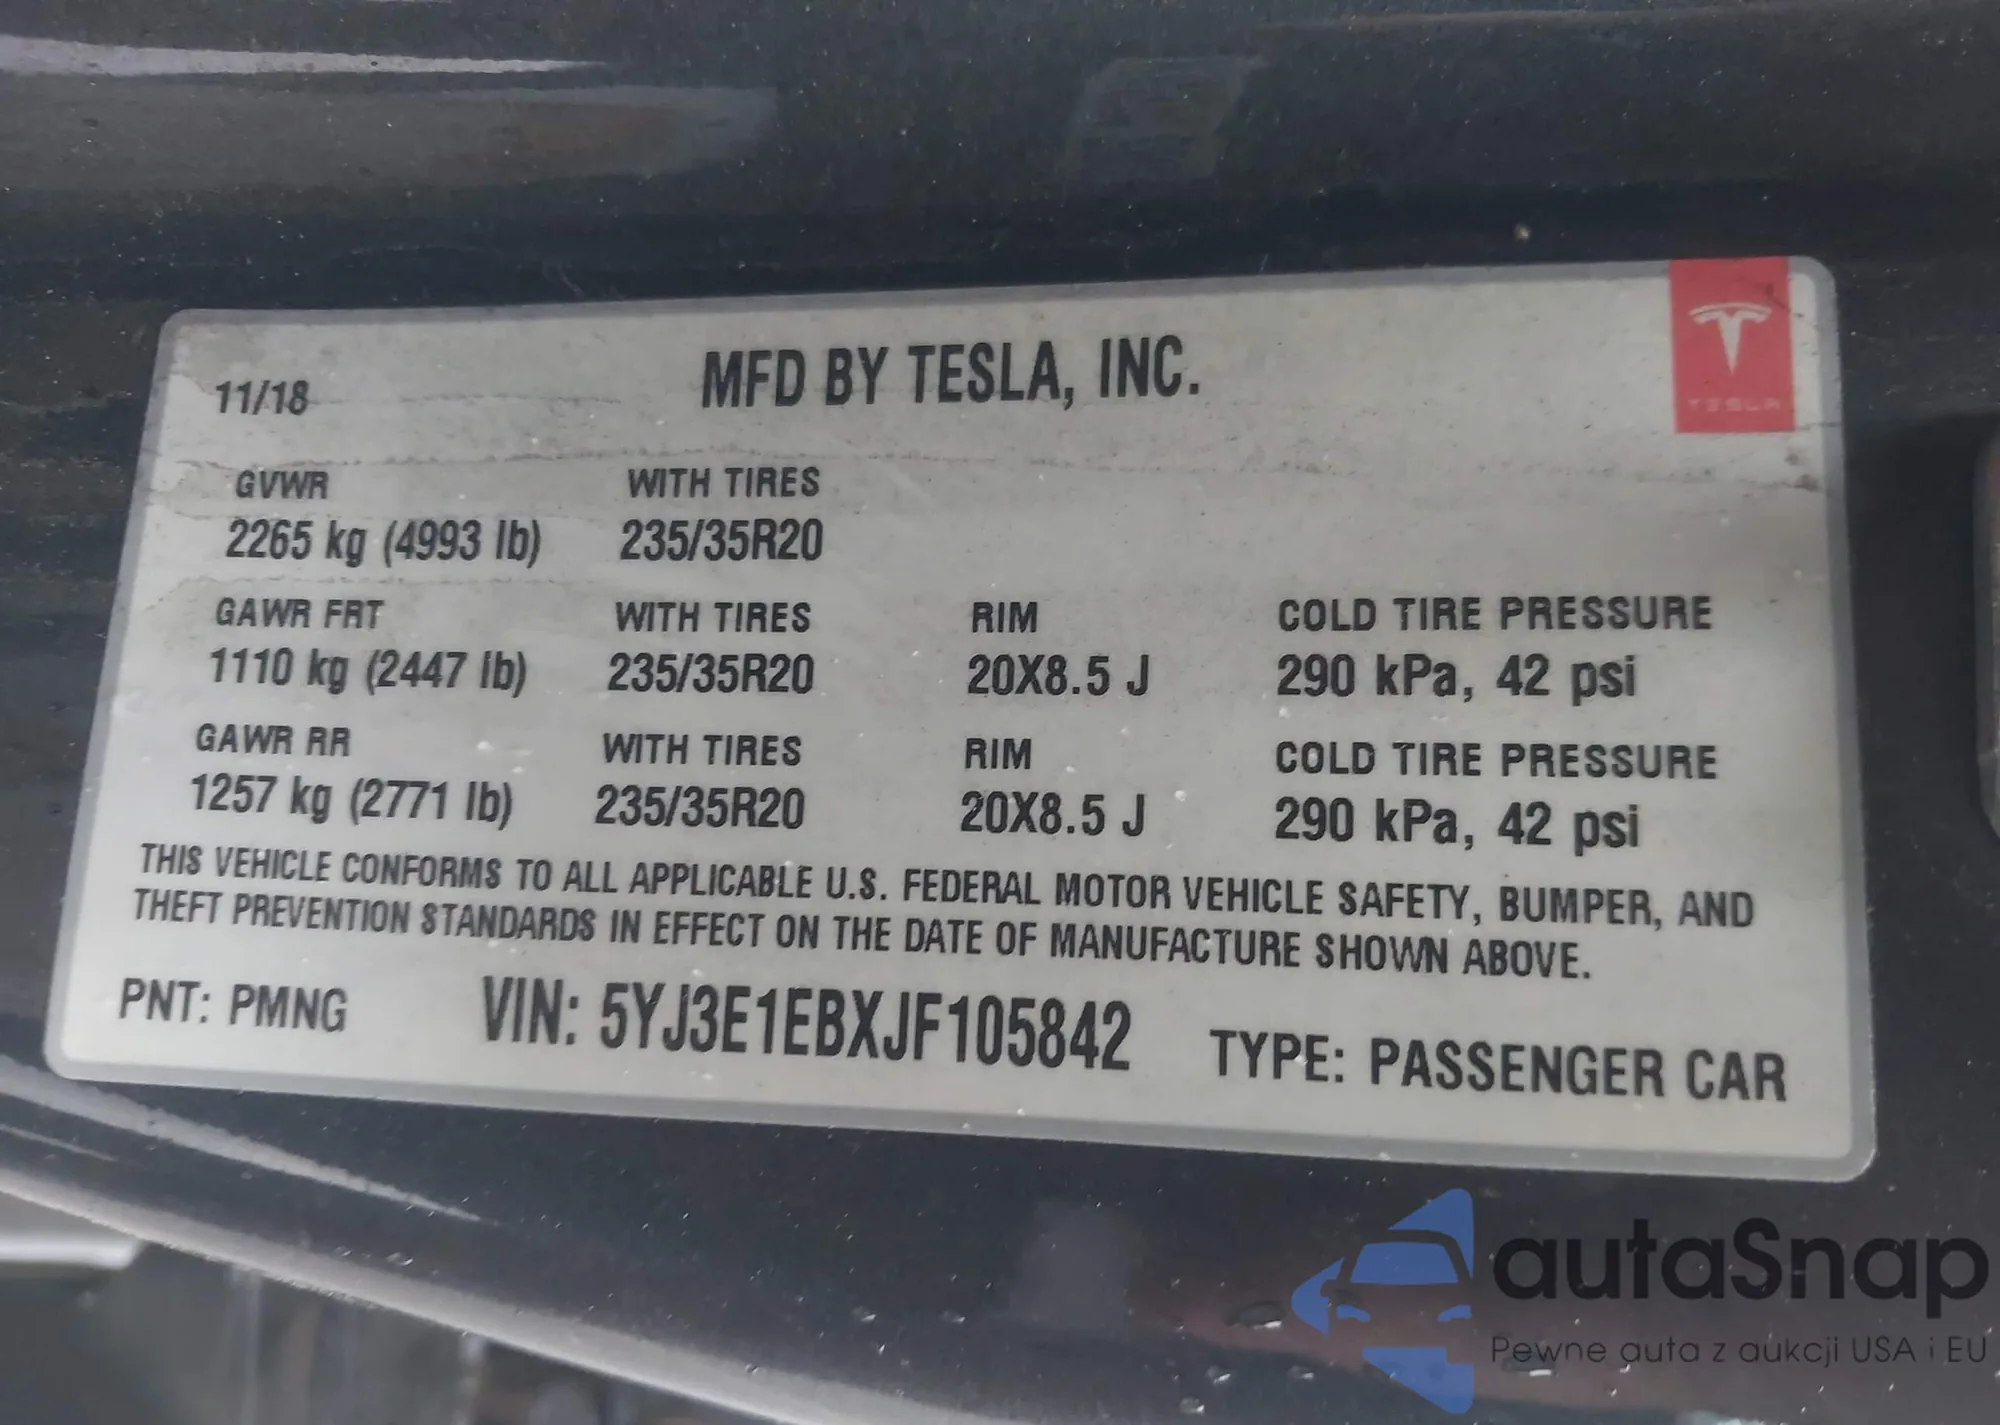 11/18 MFD BY TESLA, INC.
TESLA
GVWR WITH TIRES
2265 kg (4993 lb) 235/35R20
GAWR FRT WITH TIRES RIM COLD TIRE PRESSURE
1110 kg (2447 lb) 235/35R20 20X8.5 J 290 kPa, 42 psi
GAWR RR WITH TIRES RIM COLD TIRE PRESSURE
1257 kg (2771 lb) 235/35R20 20X8.5 J 290 kPa, 42 psi
THIS VEHICLE CONFORMS TO ALL APPLICABLE U.S. FEDERAL MOTOR VEHICLE SAFETY, BUMPER, AND
THEFT PREVENTION STANDARDS IN EFFECT ON THE DATE OF MANUFACTURE SHOWN ABOVE.
PNT: PMNG VIN: 5YJ3E1EBXJF105842 TYPE: PASSENGER CAR
autaSnap
Pewne auta z aukcji USA i EU